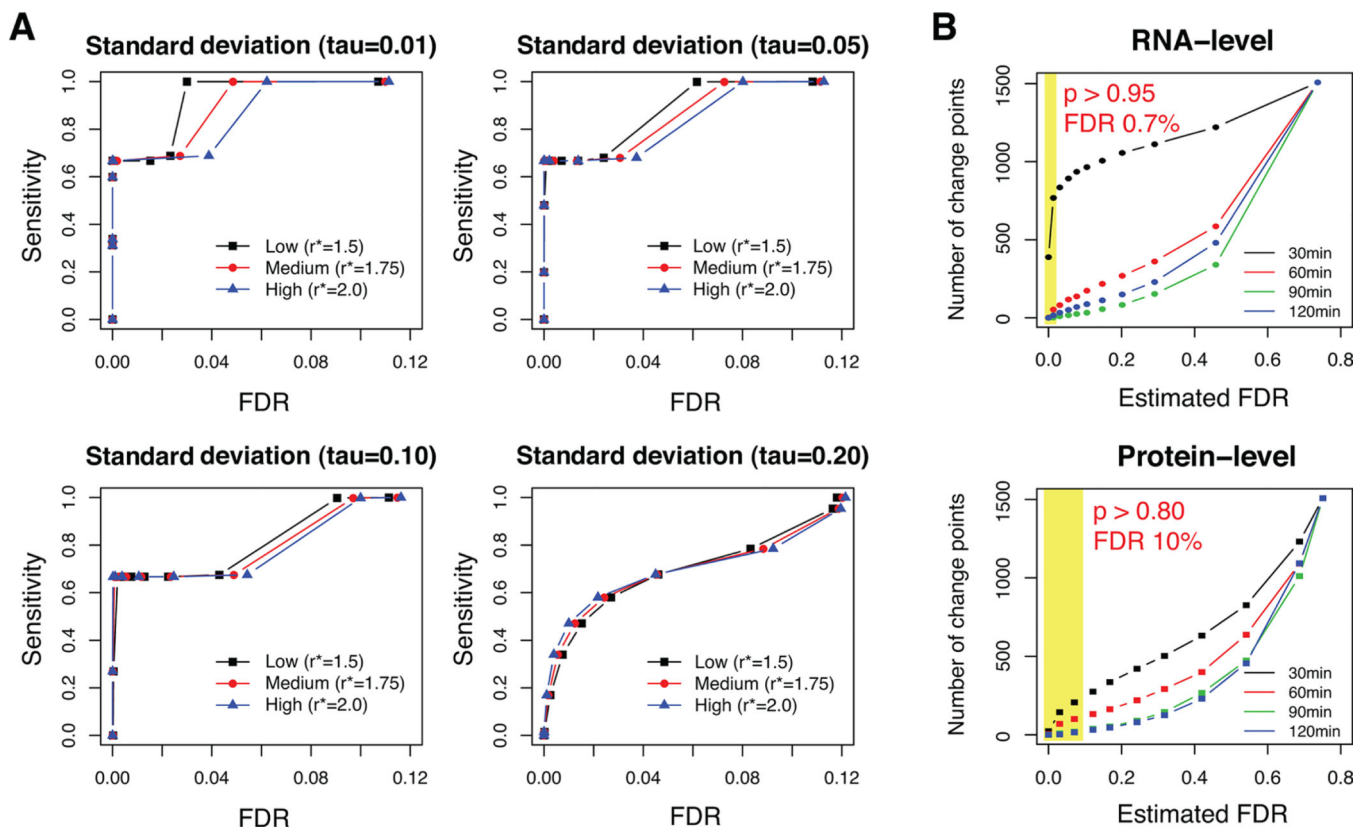 A
Standard deviation (tau=0.01)
Sensitivity
1.0
0.8
0.6
0.4
0.2
0.0
Low (r*=1.5)
Medium (r*=1.75)
High (r*=2.0)
0.00 0.04 0.08 0.12
FDR
Standard deviation (tau=0.05)
Sensitivity
1.0
0.8
0.6
0.4
0.2
0.0
Low (r*=1.5)
Medium (r*=1.75)
High (r*=2.0)
0.00 0.04 0.08 0.12
FDR
Standard deviation (tau=0.10)
Sensitivity
1.0
0.8
0.6
0.4
0.2
0.0
Low (r*=1.5)
Medium (r*=1.75)
High (r*=2.0)
0.00 0.04 0.08 0.12
FDR
Standard deviation (tau=0.20)
Sensitivity
1.0
0.8
0.6
0.4
0.2
0.0
Low (r*=1.5)
Medium (r*=1.75)
High (r*=2.0)
0.00 0.04 0.08 0.12
FDR
B
RNA-level
Number of change points
1500
1000
500
0
p > 0.95
FDR 0.7%
30min
60min
90min
120min
0.0 0.2 0.4 0.6 0.8
Estimated FDR
Protein-level
Number of change points
1500
1000
500
0
p > 0.80
FDR 10%
30min
60min
90min
120min
0.0 0.2 0.4 0.6 0.8
Estimated FDR